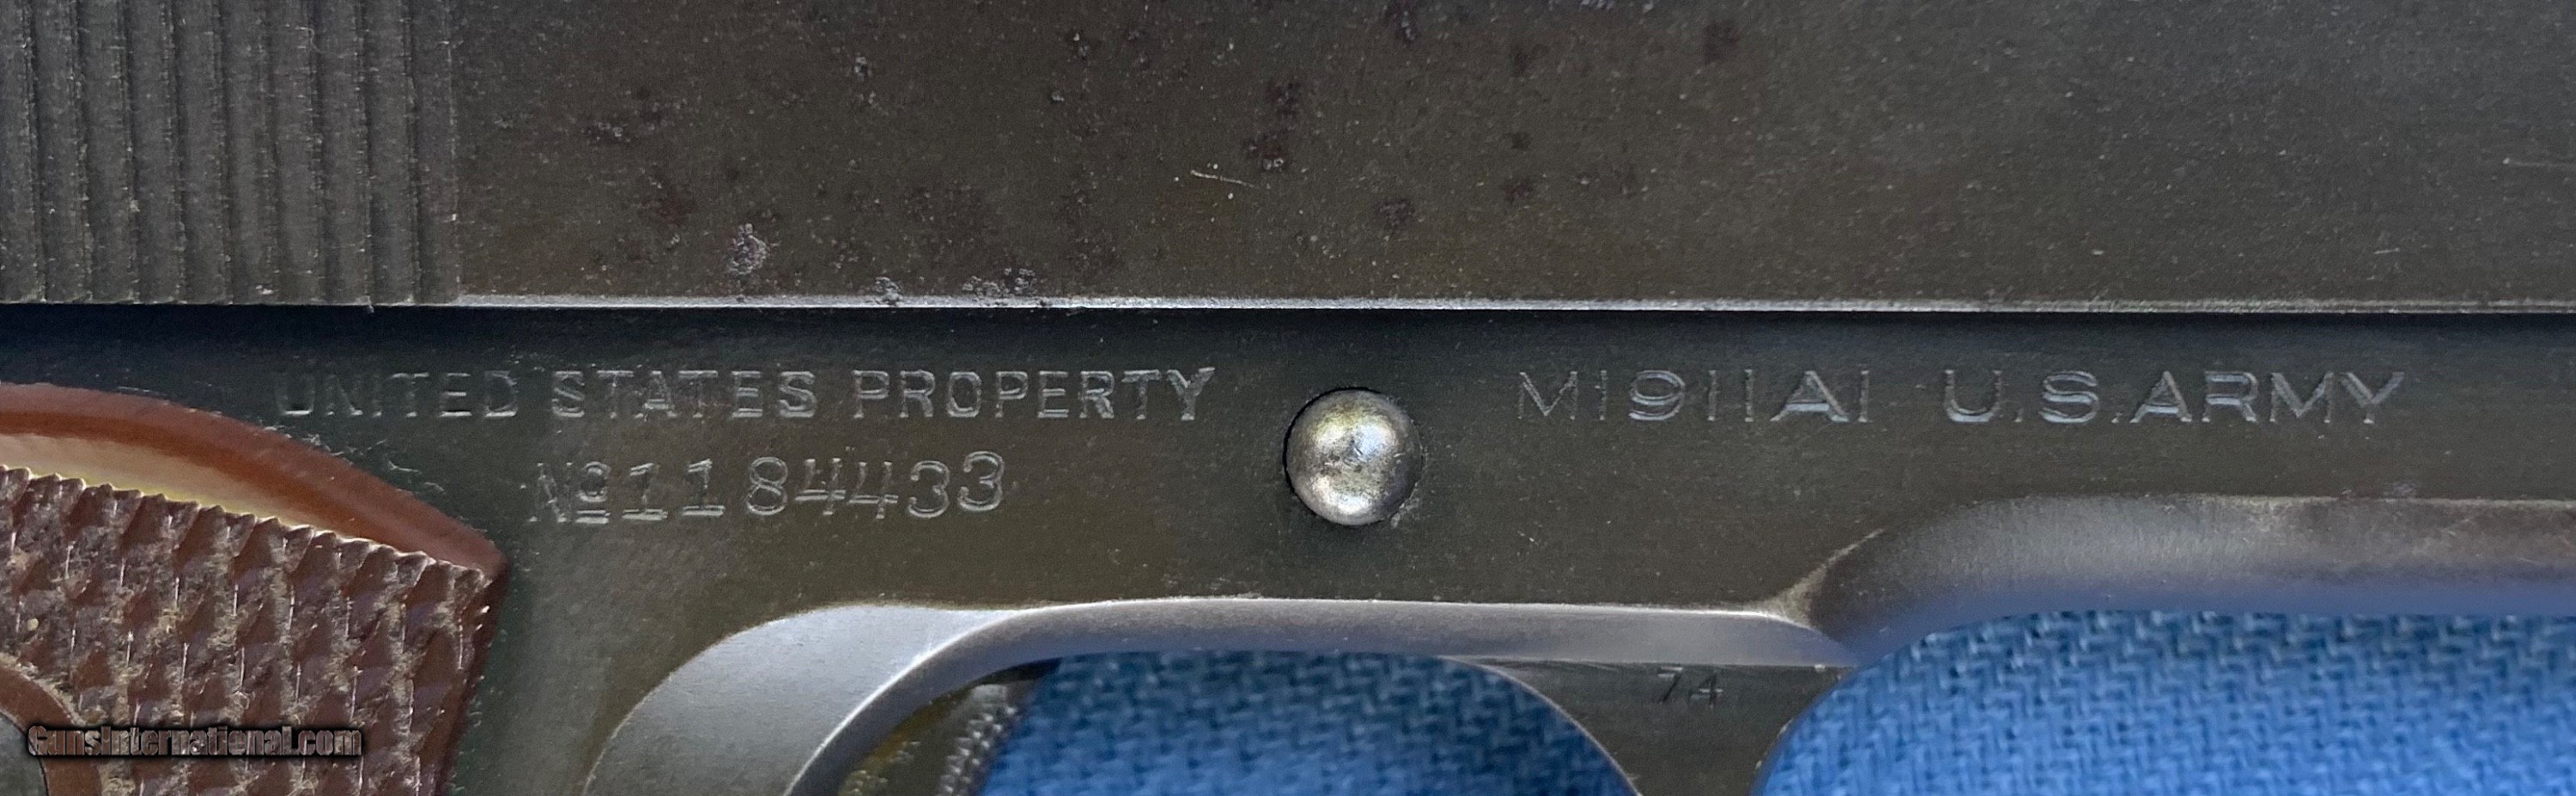 UNITED STATES PROPERTY
M1911A1 U.S.ARMY
№1184433
74
GunsInternational.com